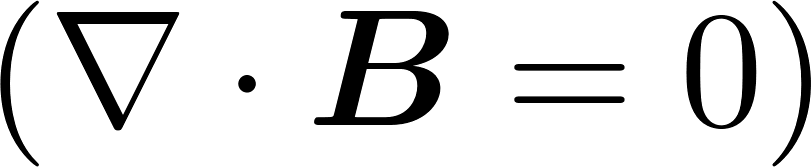 (∇ · B = 0)